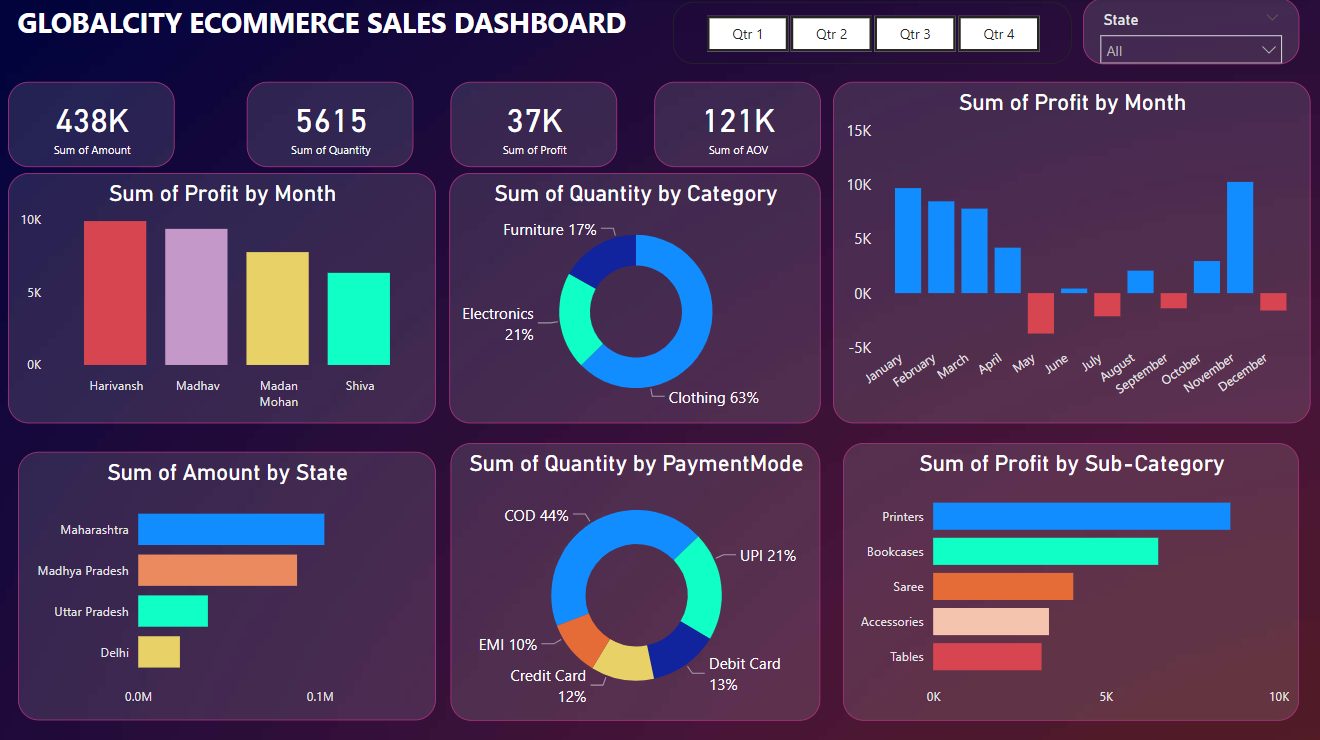 GLOBALCITY ECOMMERCE SALES DASHBOARD
Qtr 1
Qtr 2
Qtr 3
Qtr 4
State
All
438K
Sum of Amount
5615
Sum of Quantity
37K
Sum of Profit
121K
Sum of AOV
Sum of Profit by Month
10K
5K
0K
Harivansh
Madhav
Madan
Mohan
Shiva
Sum of Quantity by Category
Furniture 17%
Electronics
21%
Clothing 63%
Sum of Profit by Month
15K
10K
5K
0K
-5K
January
February
March
April
May
June
July
August
September
October
November
December
Sum of Amount by State
Maharashtra
Madhya Pradesh
Uttar Pradesh
Delhi
0.0M
0.1M
Sum of Quantity by PaymentMode
COD 44%
UPI 21%
EMI 10%
Credit Card
12%
Debit Card
13%
Sum of Profit by Sub-Category
Printers
Bookcases
Saree
Accessories
Tables
0K
5K
10K